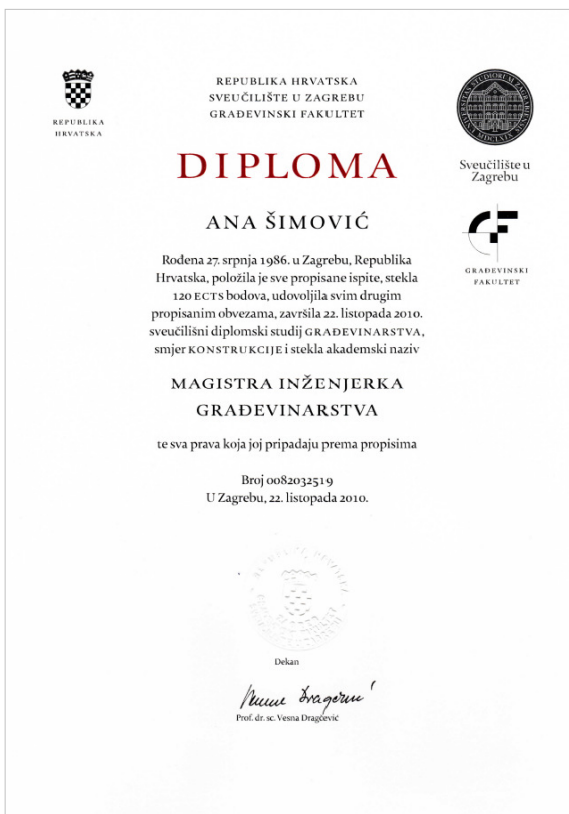 REPUBLIKA
HRVATSKA
REPUBLIKA HRVATSKA
SVEUČILIŠTE U ZAGREBU
GRAĐEVINSKI FAKULTET
Sveučilište u
Zagrebu
GRAĐEVINSKI
FAKULTET
DIPLOMA
ANA ŠIMOVIĆ
Rođena 27. srpnja 1986. u Zagrebu, Republika
Hrvatska, položila je sve propisane ispite, stekla
120 ECTS bodova, udovoljila svim drugim
propisanim obvezama, završila 22. listopada 2010.
sveučilišni diplomski studij GRAĐEVINARSTVA,
smjer KONSTRUKCIJE i stekla akademski naziv
MAGISTRA INŽENJERKA
GRAĐEVINARSTVA
te sva prava koja joj pripadaju prema propisima
Broj 0082032519
U Zagrebu, 22. listopada 2010.
Dekan
Prof. dr. sc. Vesna Dragčević